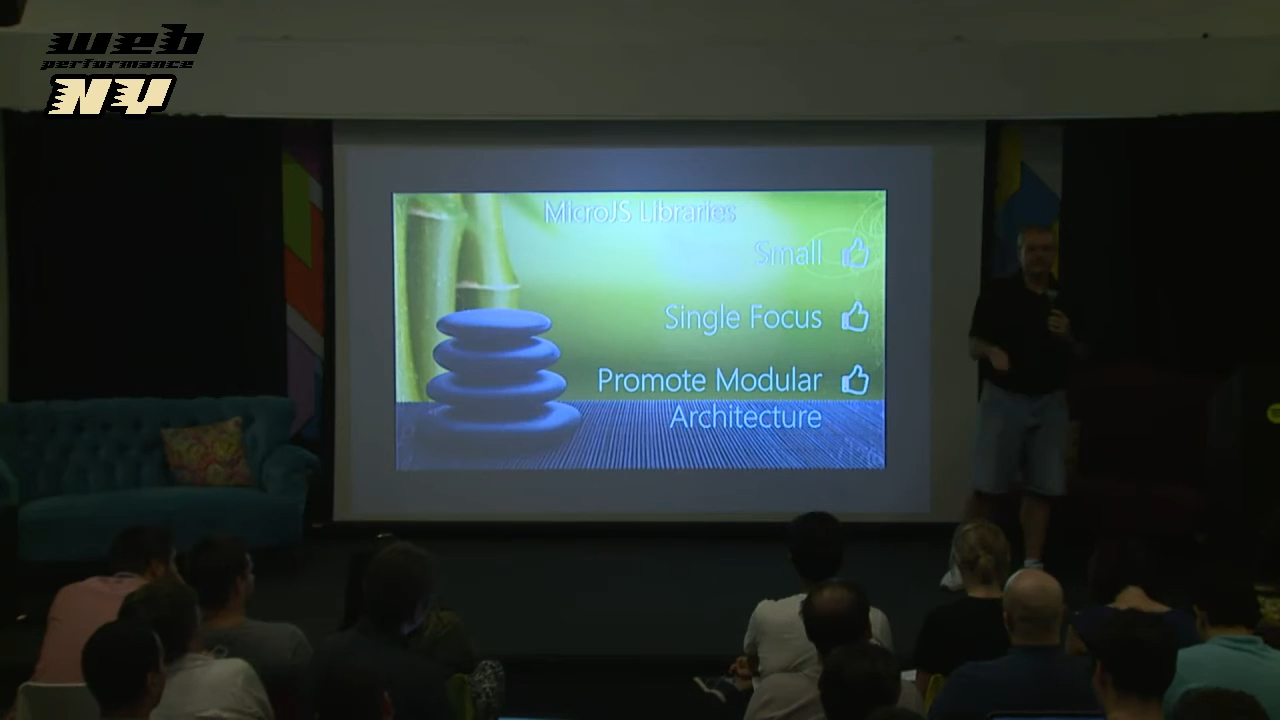 web
performance
NY
MicroJS Libraries
Small
Single Focus
Promote Modular
Architecture